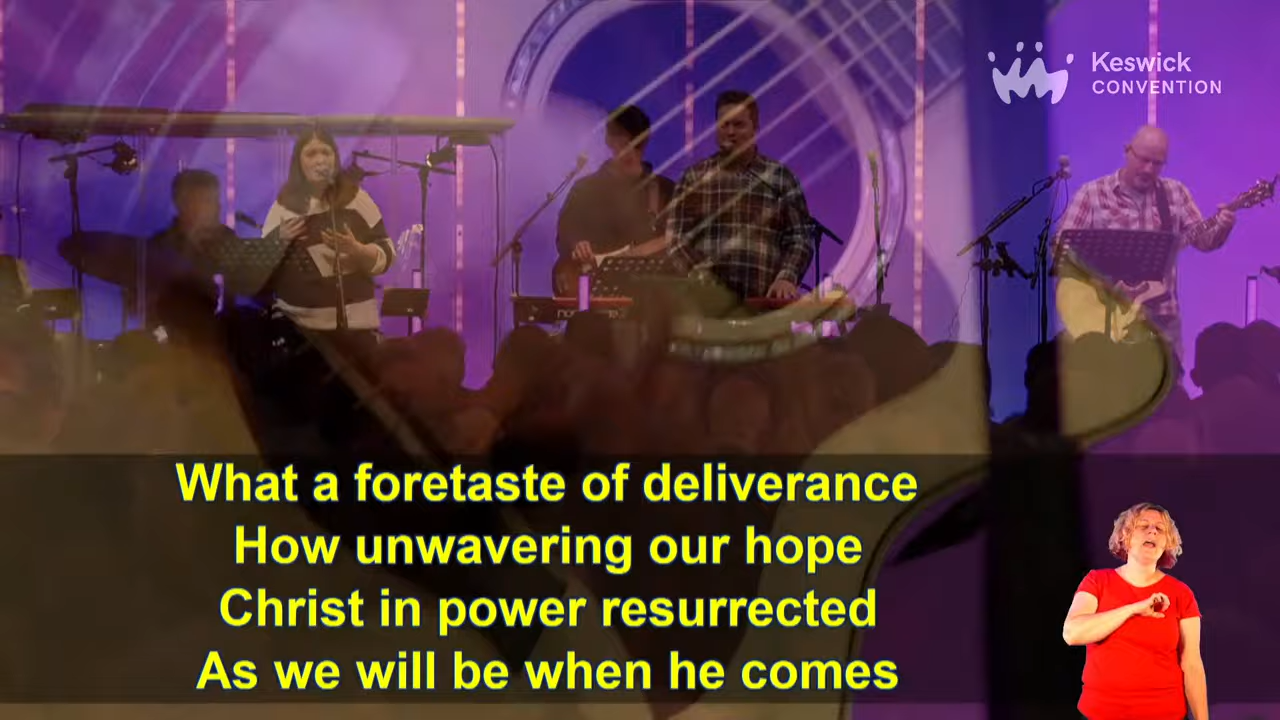 Keswick
CONVENTION
What a foretaste of deliverance
How unwavering our hope
Christ in power resurrected
As we will be when he comes